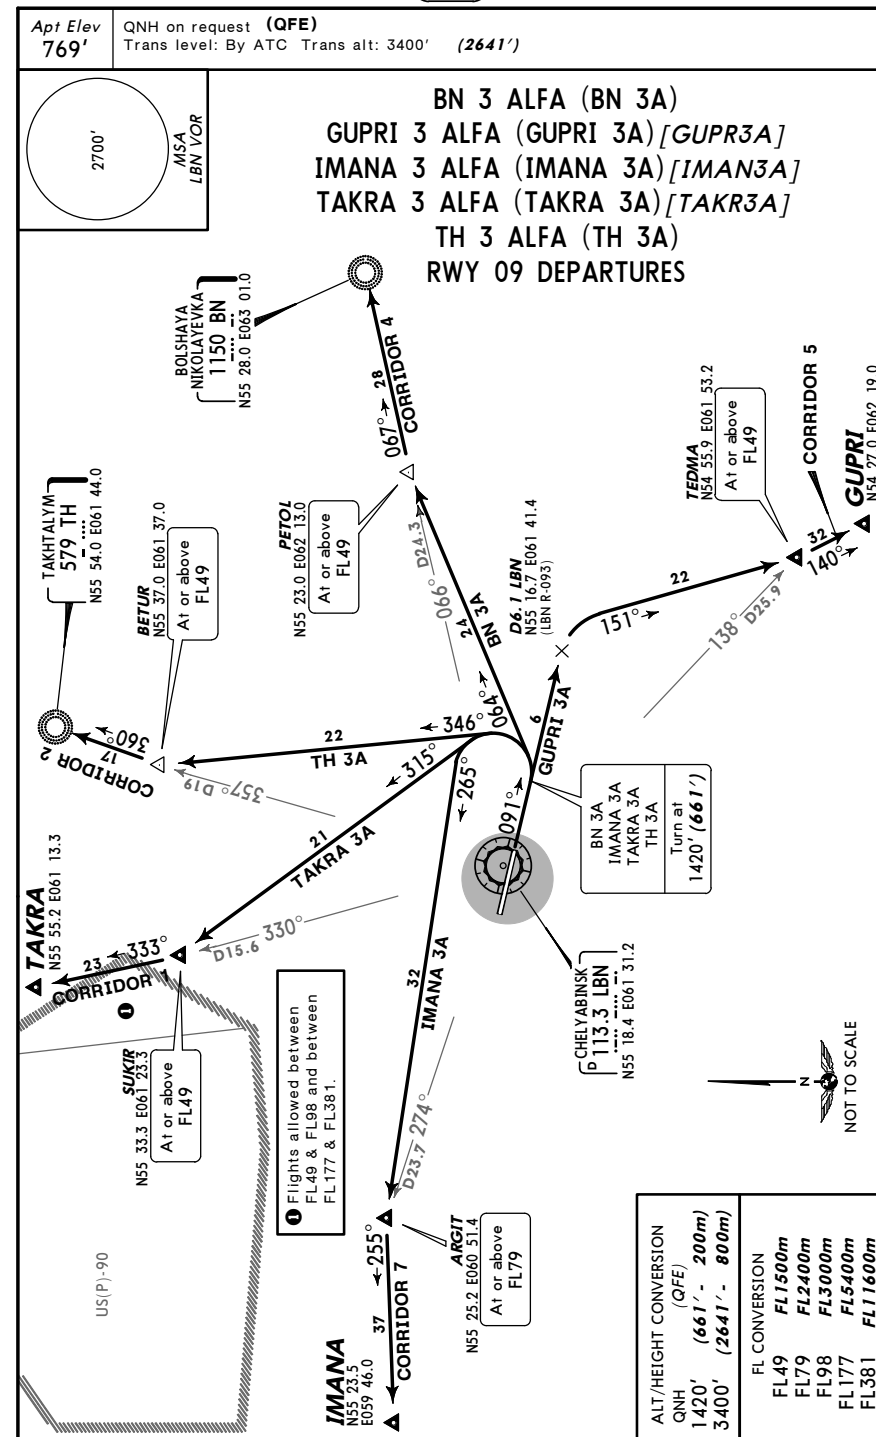 Apt Elev
769'
QNH on request (QFE)
Trans level: By ATC Trans alt: 3400' (2641')
2700'
MSA
LBN VOR
BN 3 ALFA (BN 3A)
GUPRI 3 ALFA (GUPRI 3A) [GUPR3A]
IMANA 3 ALFA (IMANA 3A) [IMAN3A]
TAKRA 3 ALFA (TAKRA 3A) [TAKR3A]
TH 3 ALFA (TH 3A)
RWY 09 DEPARTURES
BOLSHAYA
NIKOLAYEVKA
1150 BN
N55 28.0 E063 01.0
067°
28
CORRIDOR 4
TAKHTALYM
579 TH
N55 54.0 E061 44.0
BETUR
N55 37.0 E061 37.0
At or above
FL49
PETOL
N55 23.0 E062 13.0
At or above
FL49
066° D24.3
24
BN 3A
064°
D6.1 LBN
N55 16.7 E061 41.4
(LBN R-093)
TEDMA
N54 55.9 E061 53.2
At or above
FL49
CORRIDOR 5
GUPRI
N54 27.0 E062 19.0
32
140°
22
151°
138°
D25.9
CORRIDOR 2
17
360°
357° D19
22
TH 3A
346°
315°
265°
21
TAKRA 3A
6
GUPRI 3A
091°
BN 3A
IMANA 3A
TAKRA 3A
TH 3A
Turn at
1420' (661')
TAKRA
N55 55.2 E061 13.3
23
333°
CORRIDOR 1
1
D15.6 330°
SUKIR
N55 33.3 E061 23.3
At or above
FL49
1 Flights allowed between
FL49 & FL98 and between
FL177 & FL381.
32
IMANA 3A
D23.7 274°
CHELYABINSK
D 113.3 LBN
N55 18.4 E061 31.2
N
NOT TO SCALE
US(P)-90
ARGIT
N55 25.2 E060 51.4
At or above
FL79
255°
37
CORRIDOR 7
IMANA
N55 23.5
E059 46.0
ALT/HEIGHT CONVERSION
QNH (QFE)
1420' (661' - 200m)
3400' (2641' - 800m)
FL CONVERSION
FL49 FL1500m
FL79 FL2400m
FL98 FL3000m
FL177 FL5400m
FL381 FL11600m